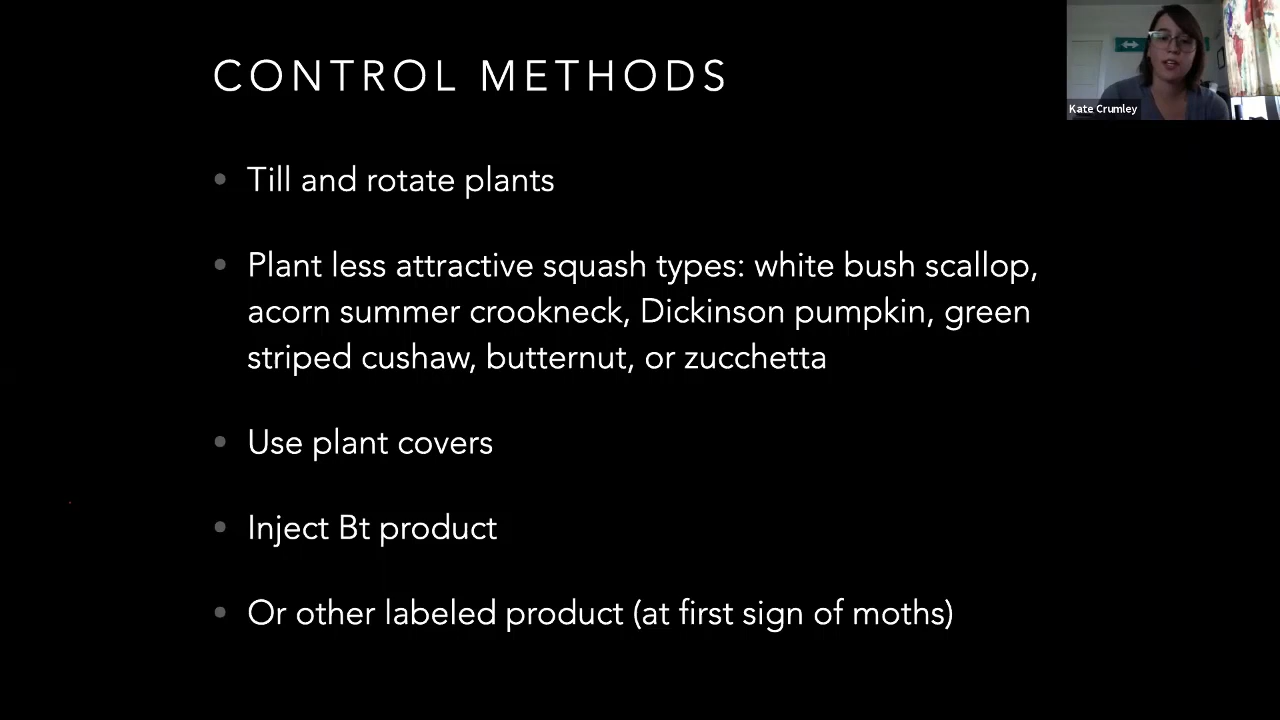 CONTROL METHODS
Kate Crumley
• Till and rotate plants
• Plant less attractive squash types: white bush scallop,
acorn summer crookneck, Dickinson pumpkin, green
striped cushaw, butternut, or zucchetta
• Use plant covers
• Inject Bt product
• Or other labeled product (at first sign of moths)